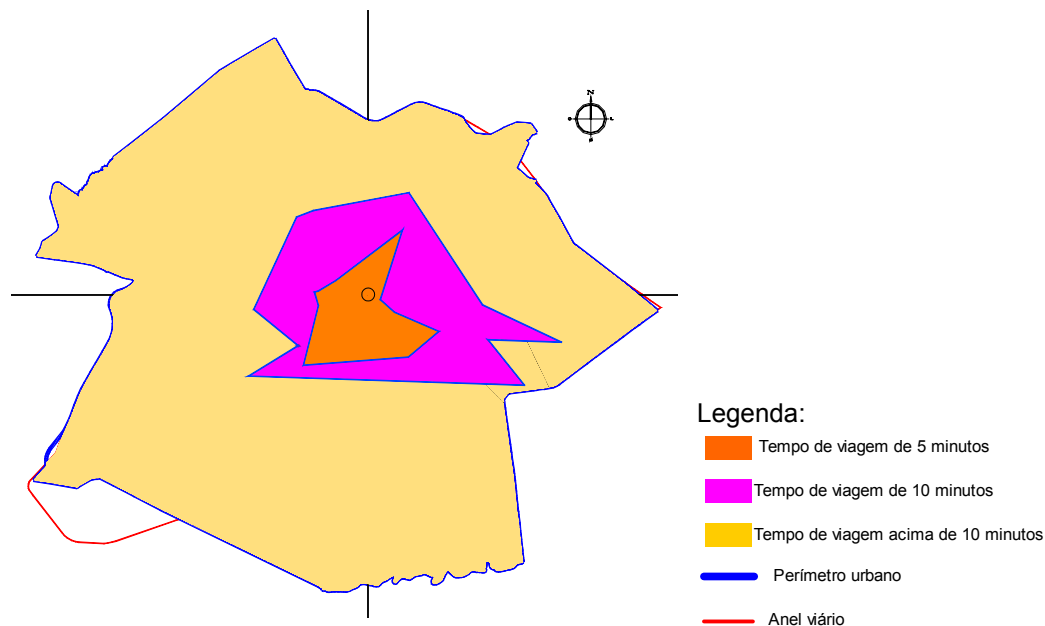 N
Legenda:
Tempo de viagem de 5 minutos
Tempo de viagem de 10 minutos
Tempo de viagem acima de 10 minutos
Perímetro urbano
Anel viário